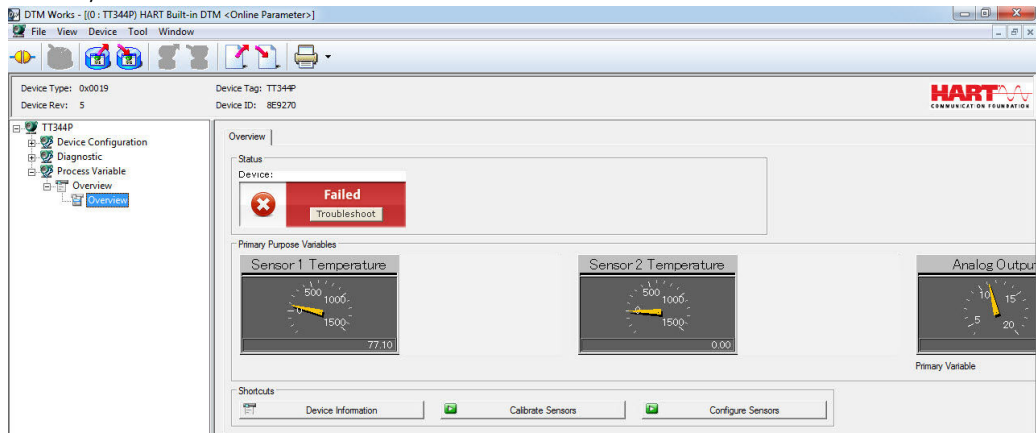 DTM Works - [(0 : TT344P) HART Built-in DTM <Online Parameter>]
File View Device Tool Window
Device Type: 0x0019
Device Rev: 5
Device Tag: TT344P
Device ID: 8E9270
HART
COMMUNICATION FOUNDATION
TT344P
Device Configuration
Diagnostic
Process Variable
Overview
Overview
Overview
Status
Device:
Failed
Troubleshoot
Primary Purpose Variables
Sensor 1 Temperature
0 500 1000 1500
77.10
Sensor 2 Temperature
0 500 1000 1500
0.00
Analog Output
5 10 15 20
Primary Variable
Shortcuts
Device Information
Calibrate Sensors
Configure Sensors